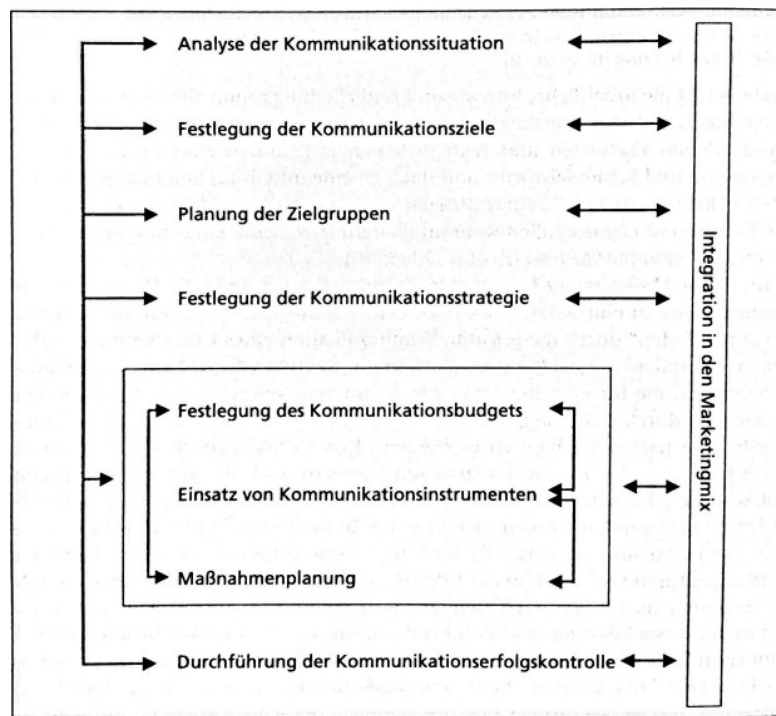 Analyse der Kommunikationssituation
Festlegung der Kommunikationsziele
Planung der Zielgruppen
Festlegung der Kommunikationsstrategie
Festlegung des Kommunikationsbudgets
Einsatz von Kommunikationsinstrumenten
Maßnahmenplanung
Durchführung der Kommunikationserfolgskontrolle
Integration in den Marketingmix